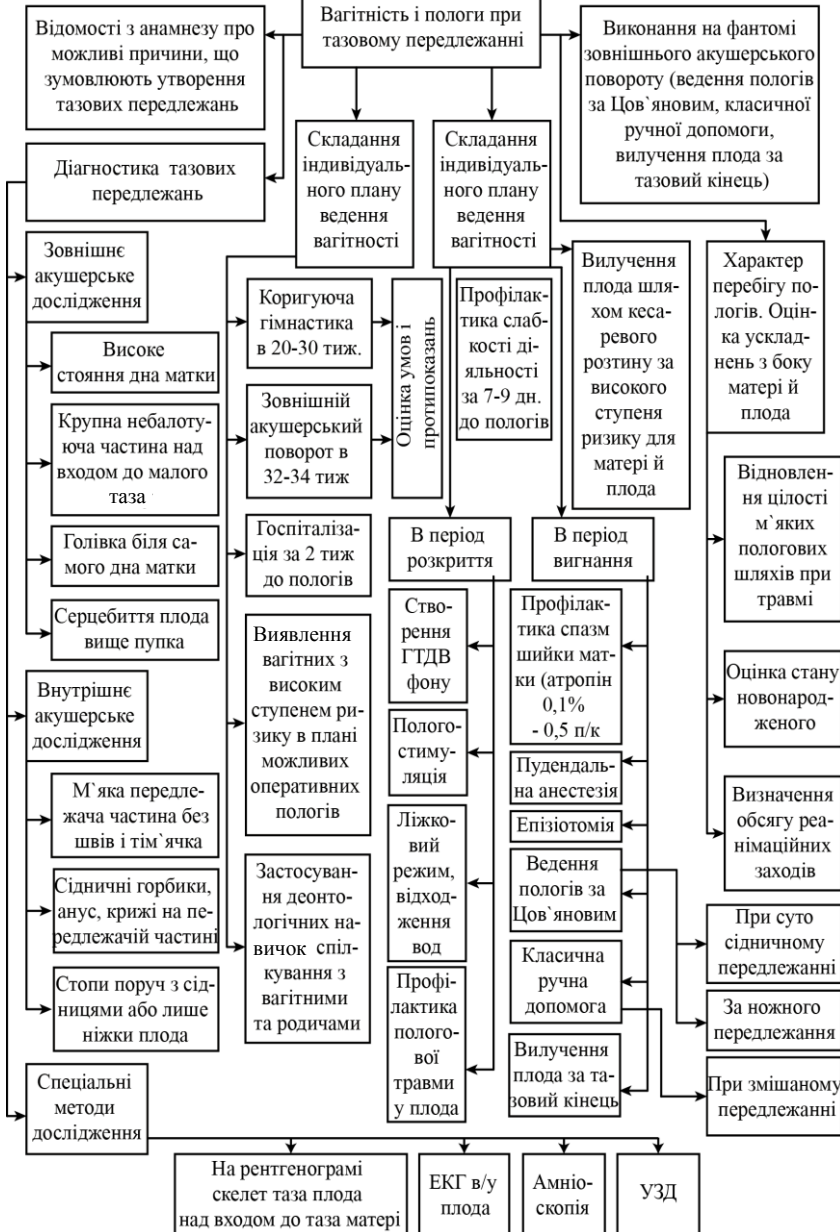 Вагітність і пологи при
тазовому передлежанні
Відомості з анамнезу про
можливі причини, що
зумовлюють утворення
тазових передлежань
Виконання на фантомі
зовнішнього акушерського
повороту (ведення пологів
за Цов`яновим, класичної
ручної допомоги,
вилучення плода за
тазовий кінець)
Діагностика тазових
передлежань
Складання
індивідуаль-
ного плану
ведення
вагітності
Складання
індивідуаль-
ного плану
ведення
вагітності
Зовнішнє
акушерське
дослідження
Високе
стояння дна матки
Крупна небалоту-
юча частина над
входом до малого
таза
Голівка біля са-
мого дна матки
Серцебиття плода
вище пупка
Внутрішнє
акушерське
дослідження
М`яка передле-
жача частина без
швів і тім`ячка
Сідничні горбики,
анус, крижі на пе-
редлежачій частині
Стопи поруч з сід-
ницями або лише
ніжки плода
Спеціальні
методи
дослідження
Коригуюча
гімнастика
в 20-30 тиж.
Зовнішній
акушерський
поворот в
32-34 тиж
Оцінка умов і
протипоказань
Госпіталіза-
ція за 2 тиж
до пологів
Виявлення
вагітних з
високим
ступенем ри-
зику в плані
можливих
оперативних
пологів
Застосуван-
ня деонто-
логічних на-
вичок спіл-
кування з
вагітними
та родичами
Профілак-
тика слаб-
кості ді-
яльності
за 7-9 дн.
до пологів
Вилучення
плода шля-
хом кеса-
ревого
розтину за
високого
ступеня
ризику для
матері й
плода
Характер
перебігу по-
логів. Оцін-
ка усклад-
нень з боку
матері й
плода
В період
розкриття
В період
вигнання
Ство-
рення
ГТДВ
фону
Полого-
стиму-
ляція
Ліжко-
вий
режим,
відход-
ження
вод
Профі-
лактика
полого-
вої
травми
у плода
Профілак-
тика спазм
шийки мат-
ки (атропін
0,1%
- 0,5 п/к
Пудендаль-
на анестезія
Епізіотомія
Ведення
пологів за
Цов`яновим
Класична
ручна
допомога
Вилучення
плода за та-
зовий кінець
Відновлен-
ня цілості
м`яких
пологових
шляхів при
травмі
Оцінка стану
новонарод-
женого
Визначення
обсягу реа-
німаційних
заходів
При суто
сідничному
передлежанні
За ножного
передлежання
При змішаному
передлежанні
На рентгенограмі
скелет таза плода
над входом до таза матері
ЕКГ в/у
плода
Амніо-
скопія
УЗД